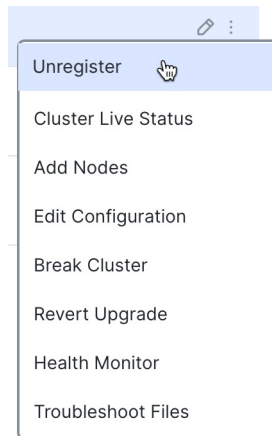 Unregister
Cluster Live Status
Add Nodes
Edit Configuration
Break Cluster
Revert Upgrade
Health Monitor
Troubleshoot Files